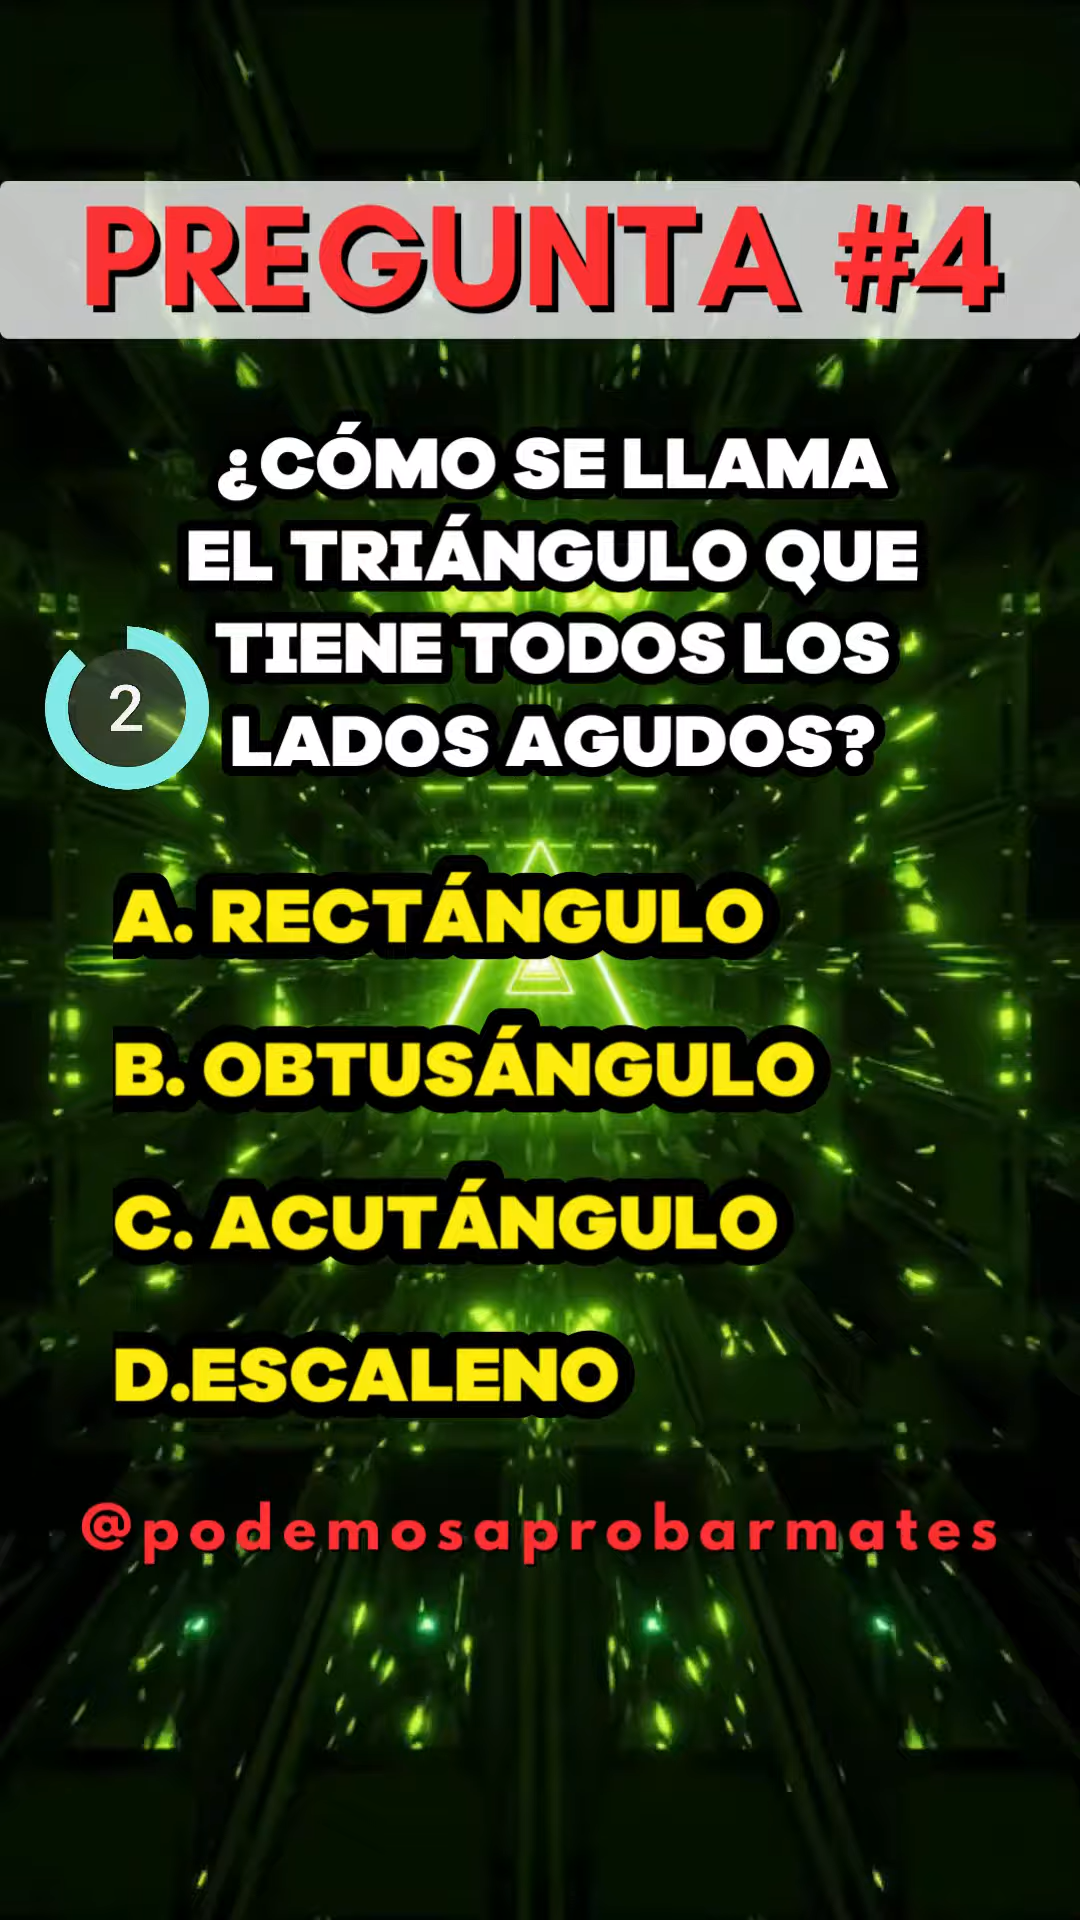 PREGUNTA #4
¿CÓMO SE LLAMA
EL TRIÁNGULO QUE
TIENE TODOS LOS
LADOS AGUDOS?
2
A. RECTÁNGULO
B. OBTUSÁNGULO
C. ACUTÁNGULO
D.ESCALENO
@podemosaprobarmates